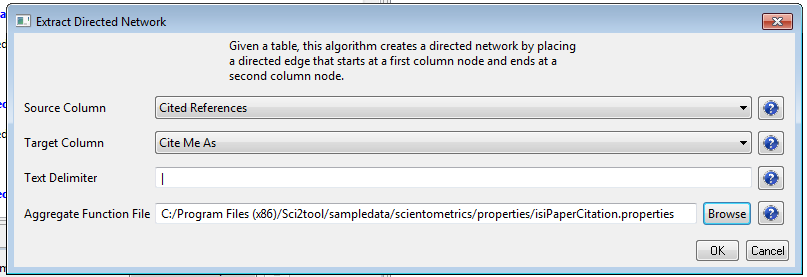 Extract Directed Network
Given a table, this algorithm creates a directed network by placing
a directed edge that starts at a first column node and ends at a
second column node.
Source Column Cited References
Target Column Cite Me As
Text Delimiter |
Aggregate Function File C:/Program Files (x86)/Sci2tool/sampledata/scientometrics/properties/isiPaperCitation.properties Browse
OK Cancel